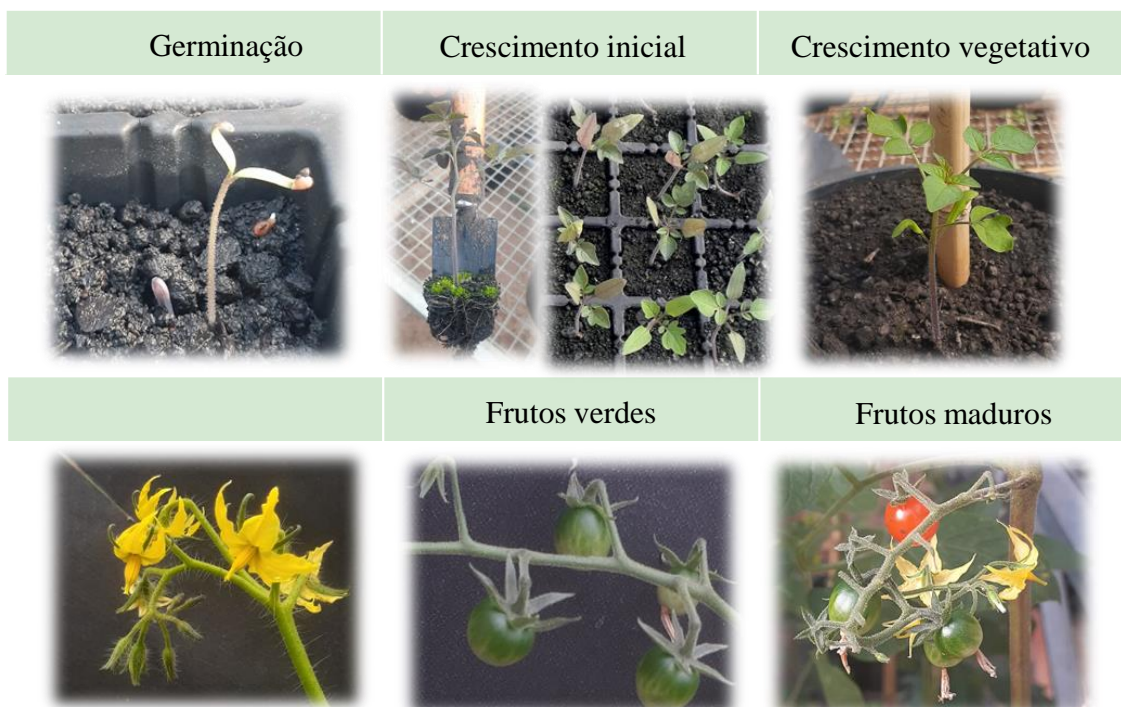 Germinação
Crescimento inicial
Crescimento vegetativo
Frutos verdes
Frutos maduros